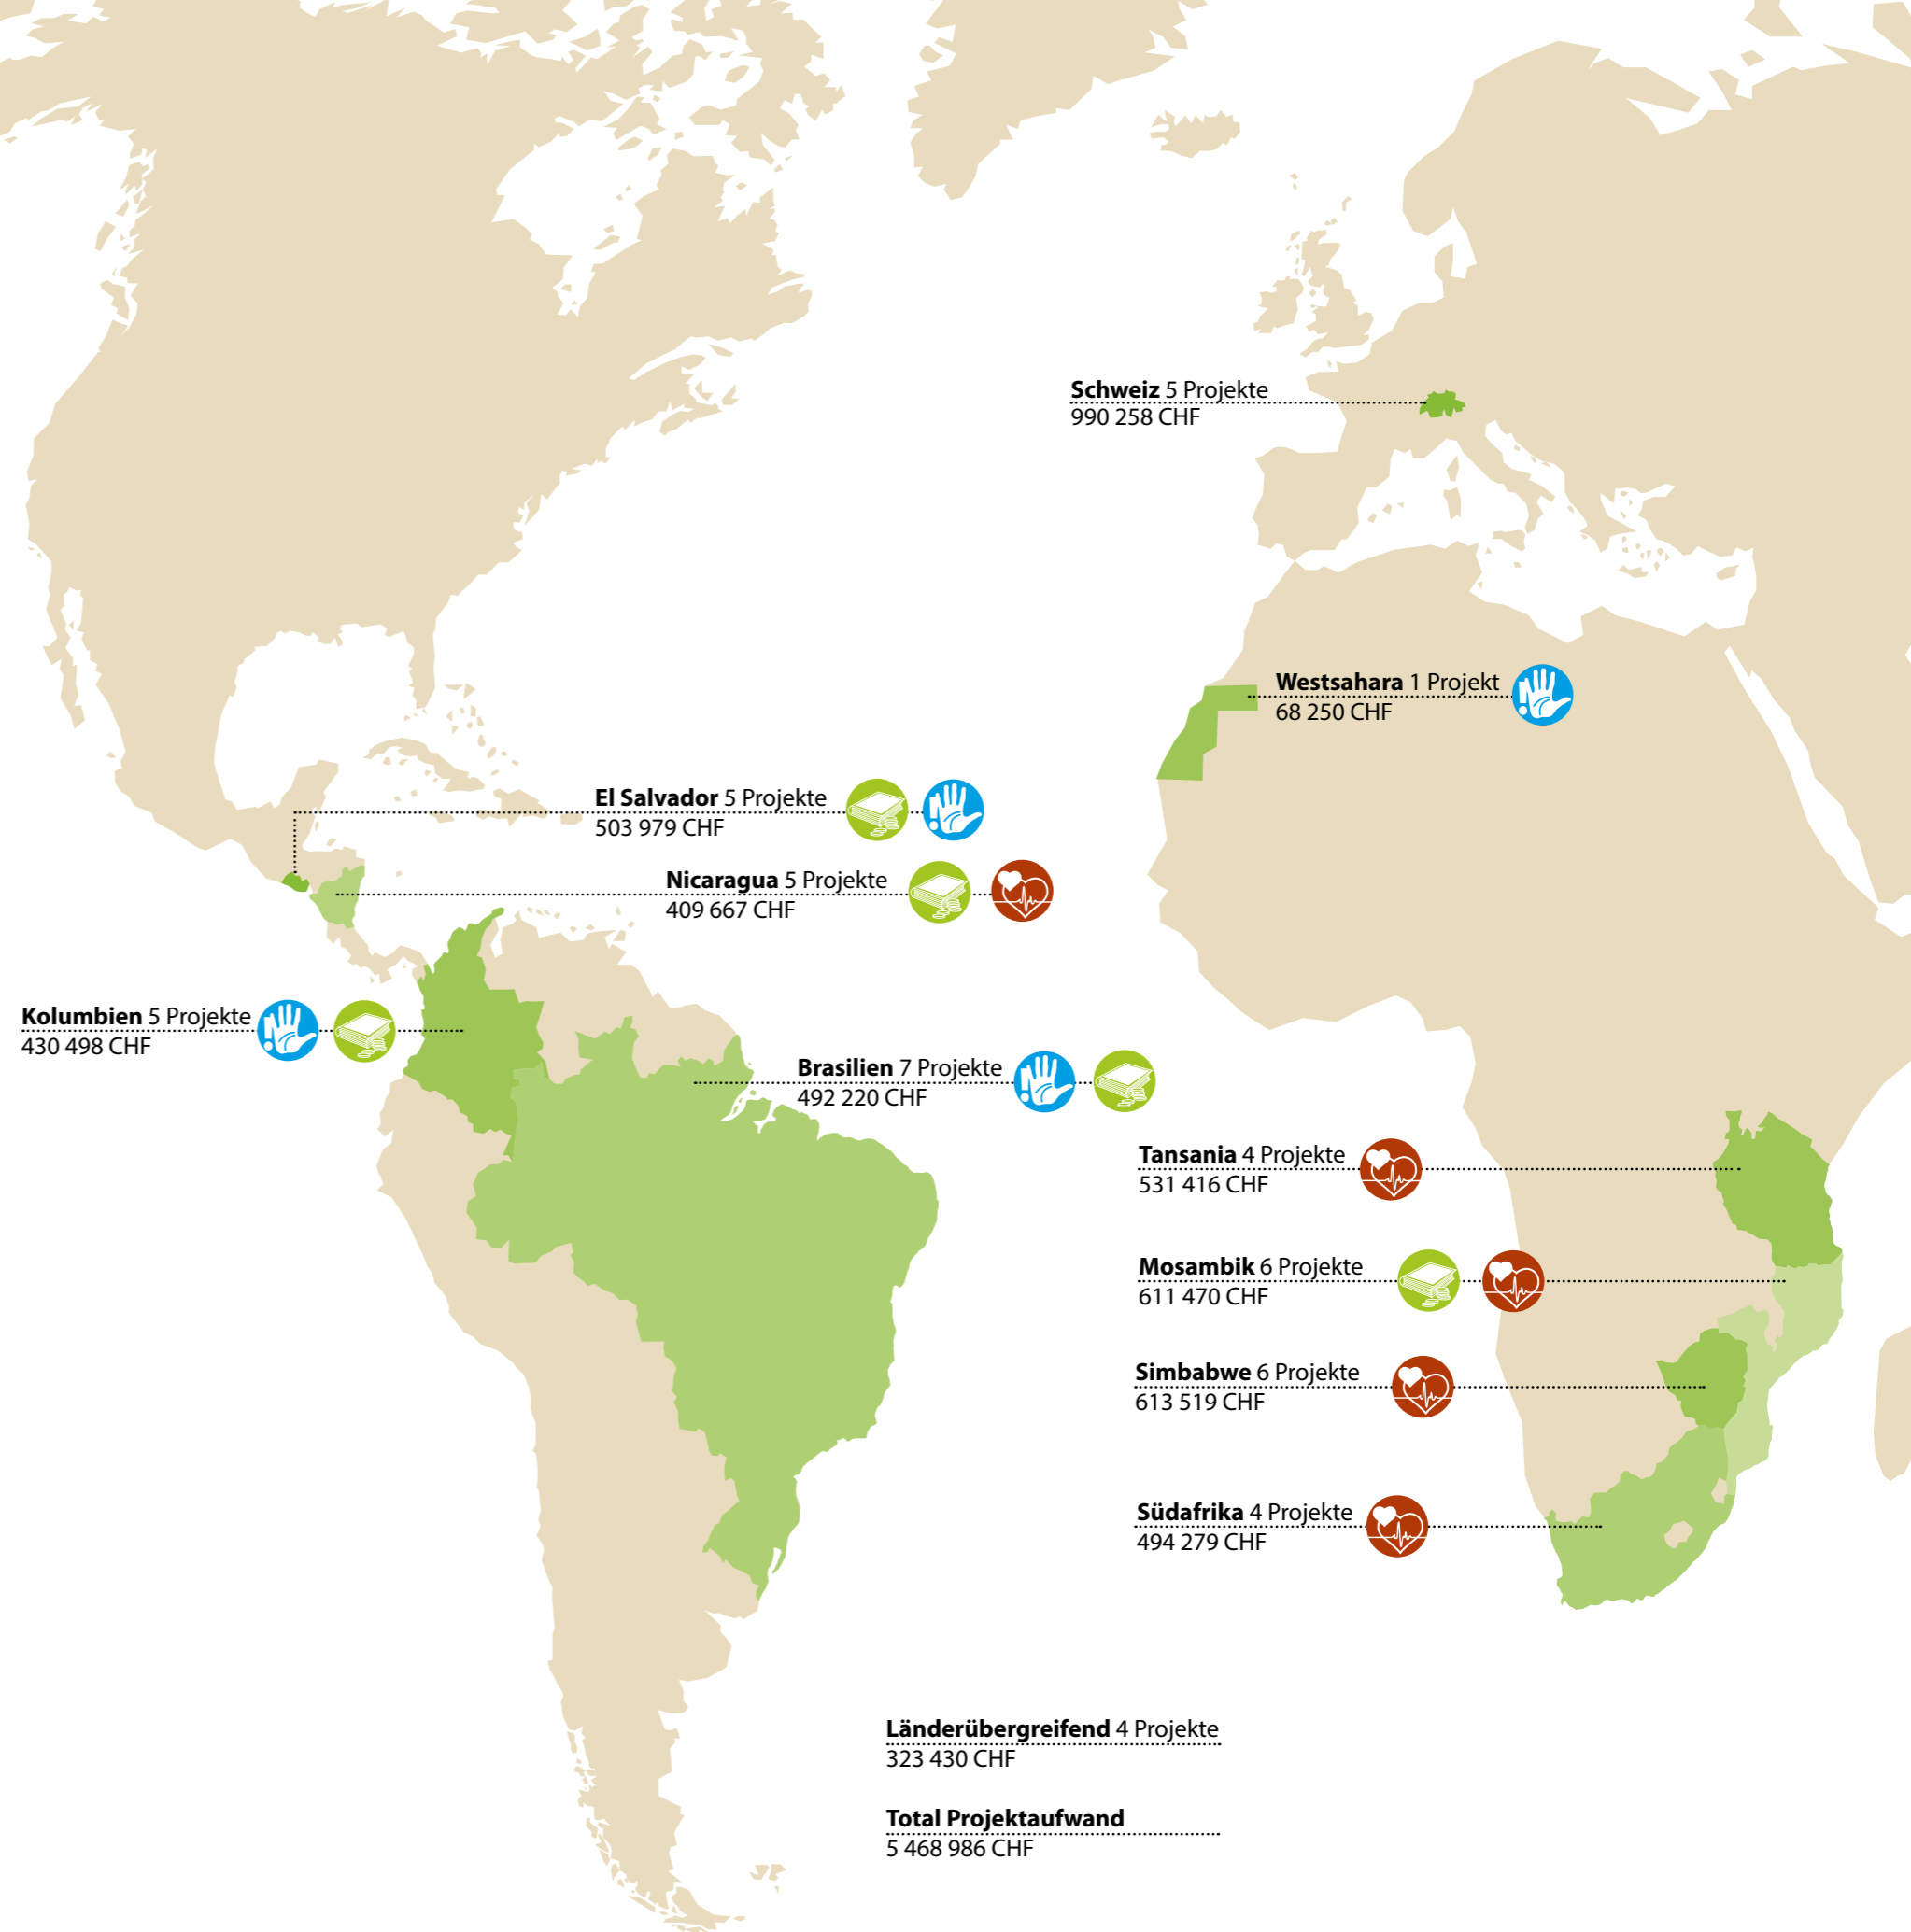 Schweiz 5 Projekte
990 258 CHF
Westsahara 1 Projekt
68 250 CHF
El Salvador 5 Projekte
503 979 CHF
Nicaragua 5 Projekte
409 667 CHF
Kolumbien 5 Projekte
430 498 CHF
Brasilien 7 Projekte
492 220 CHF
Tansania 4 Projekte
531 416 CHF
Mosambik 6 Projekte
611 470 CHF
Simbabwe 6 Projekte
613 519 CHF
Südafrika 4 Projekte
494 279 CHF
Länderübergreifend 4 Projekte
323 430 CHF
Total Projektaufwand
5 468 986 CHF